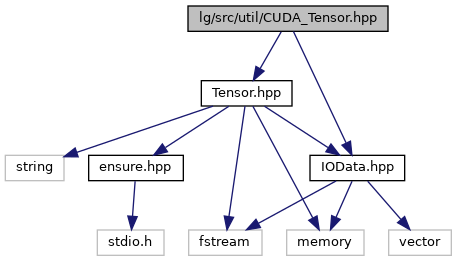 lg/src/util/CUDA_Tensor.hpp
Tensor.hpp
string
ensure.hpp
IOData.hpp
stdio.h
fstream
memory
vector